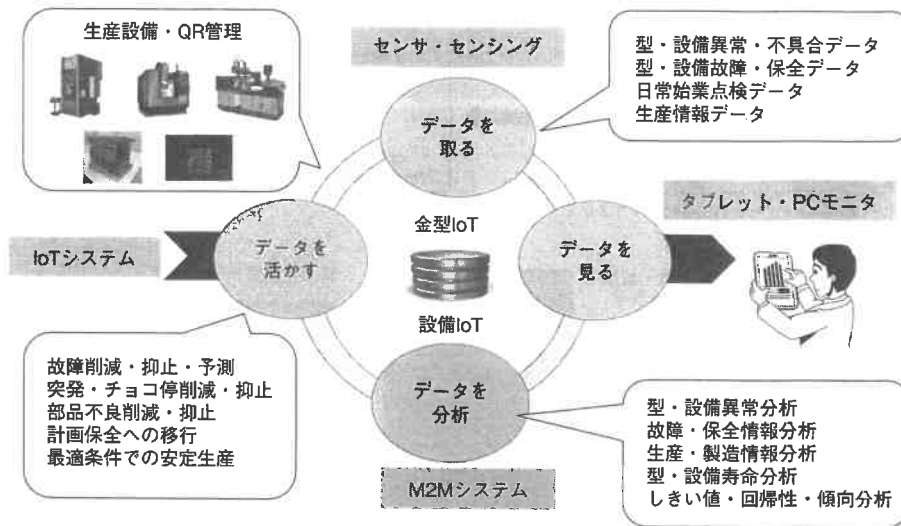 生産設備・QR管理
センサ・センシング
型・設備異常・不具合データ
型・設備故障・保全データ
日常始業点検データ
生産情報データ
データを
取る
タブレット・PCモニタ
IoTシステム
データを
活かす
金型IoT
設備IoT
データを
見る
故障削減・抑止・予測
突発・チョコ停削減・抑止
部品不良削減・抑止
計画保全への移行
最適条件での安定生産
データを
分析
M2Mシステム
型・設備異常分析
故障・保全情報分析
生産・製造情報分析
型・設備寿命分析
しきい値・回帰性・傾向分析